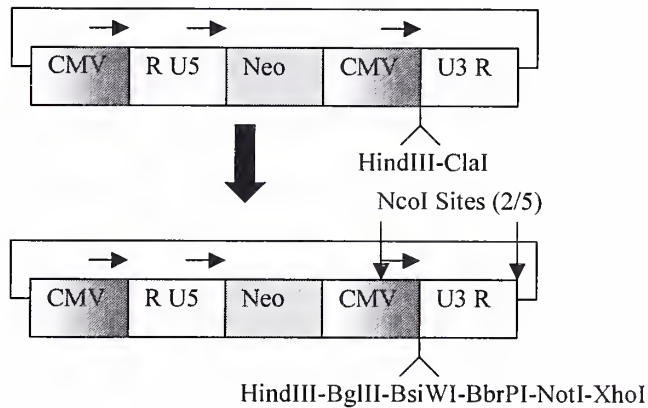 CMV R U5 Neo CMV U3 R
HindIII-ClaI
NcoI Sites (2/5)
CMV R U5 Neo CMV U3 R
HindIII-BglII-BsiWI-BbrPI-NotI-XhoI